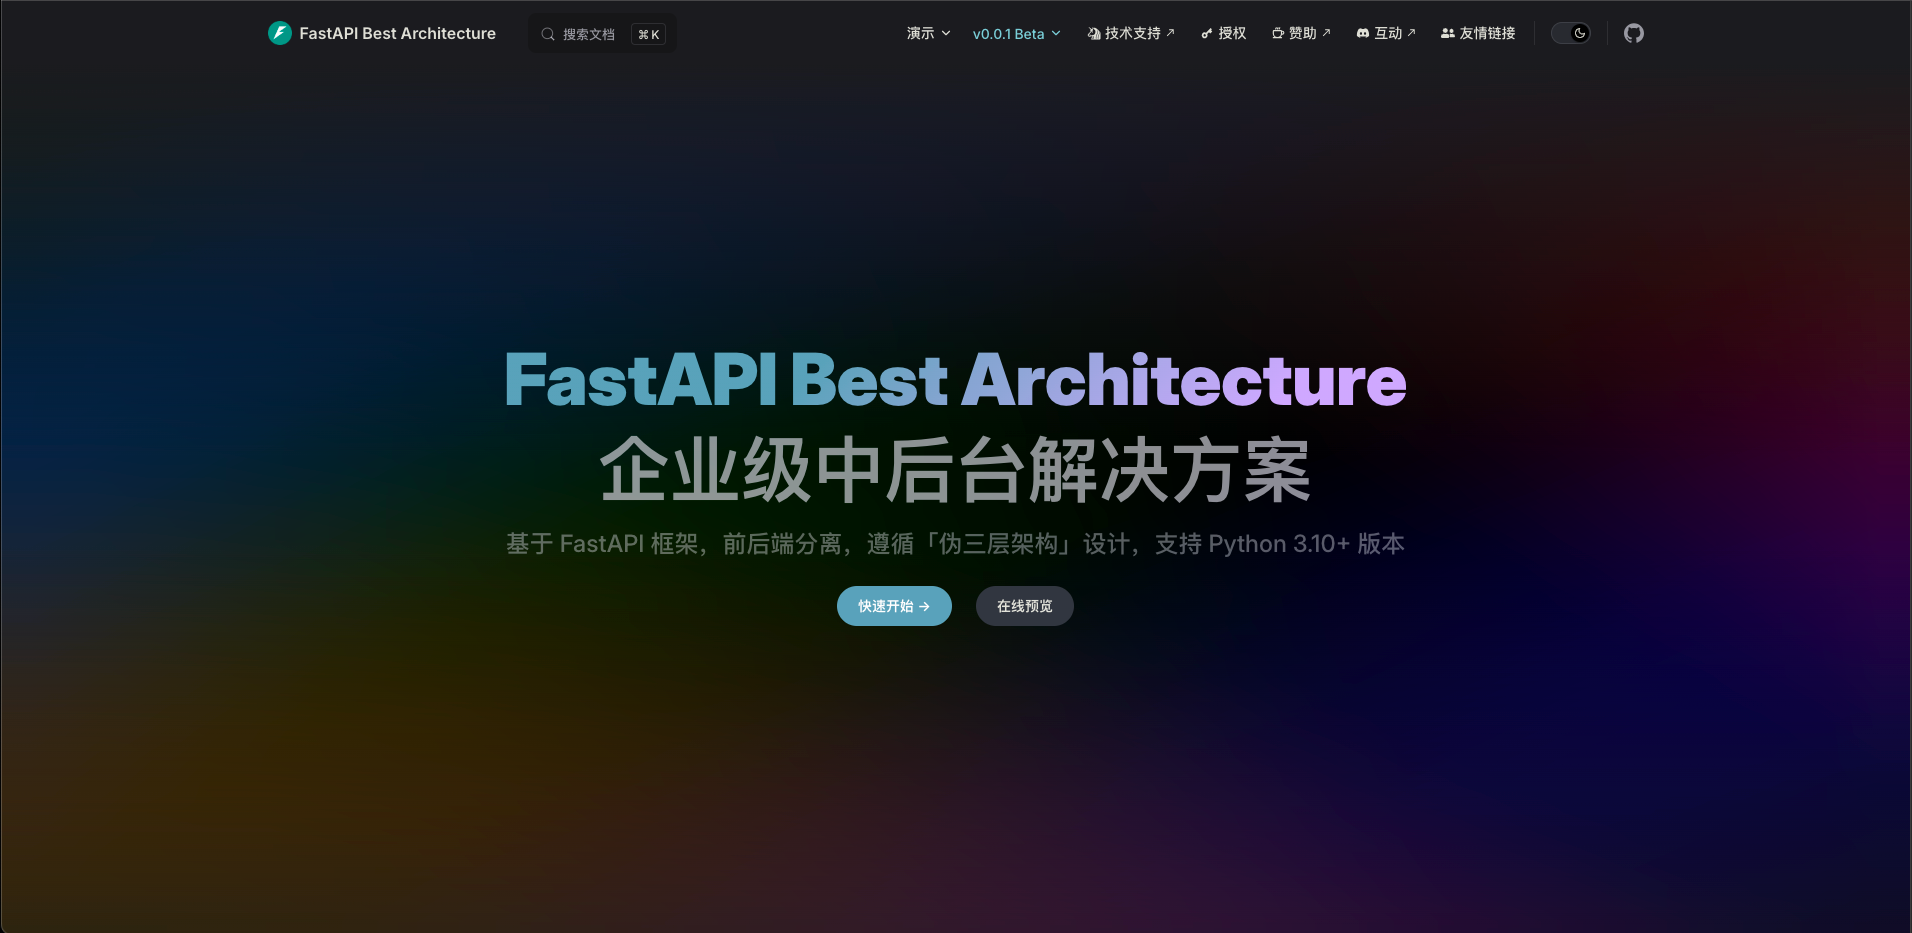 FastAPI Best Architecture
搜索文档 ⌘ K
演示
v0.0.1 Beta
技术支持
授权
赞助
互动
友情链接
FastAPI Best Architecture
企业级中后台解决方案
基于 FastAPI 框架，前后端分离，遵循「伪三层架构」设计，支持 Python 3.10+ 版本
快速开始 →
在线预览